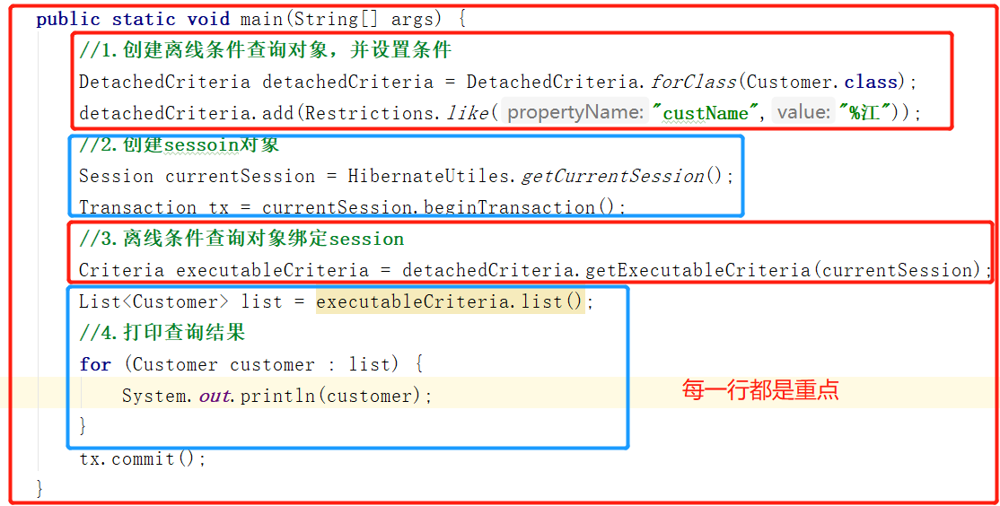 public static void main(String[] args) {
//1.创建离线条件查询对象，并设置条件
DetachedCriteria detachedCriteria = DetachedCriteria.forClass(Customer.class);
detachedCriteria.add(Restrictions.like( propertyName: "custName", value: "%江"));
//2.创建sessoin对象
Session currentSession = HibernateUtiles.getCurrentSession();
Transaction tx = currentSession.beginTransaction();
//3.离线条件查询对象绑定session
Criteria executableCriteria = detachedCriteria.getExecutableCriteria(currentSession);
List<Customer> list = executableCriteria.list();
//4.打印查询结果
for (Customer customer : list) {
System.out.println(customer);
每一行都是重点
}
tx.commit();
}